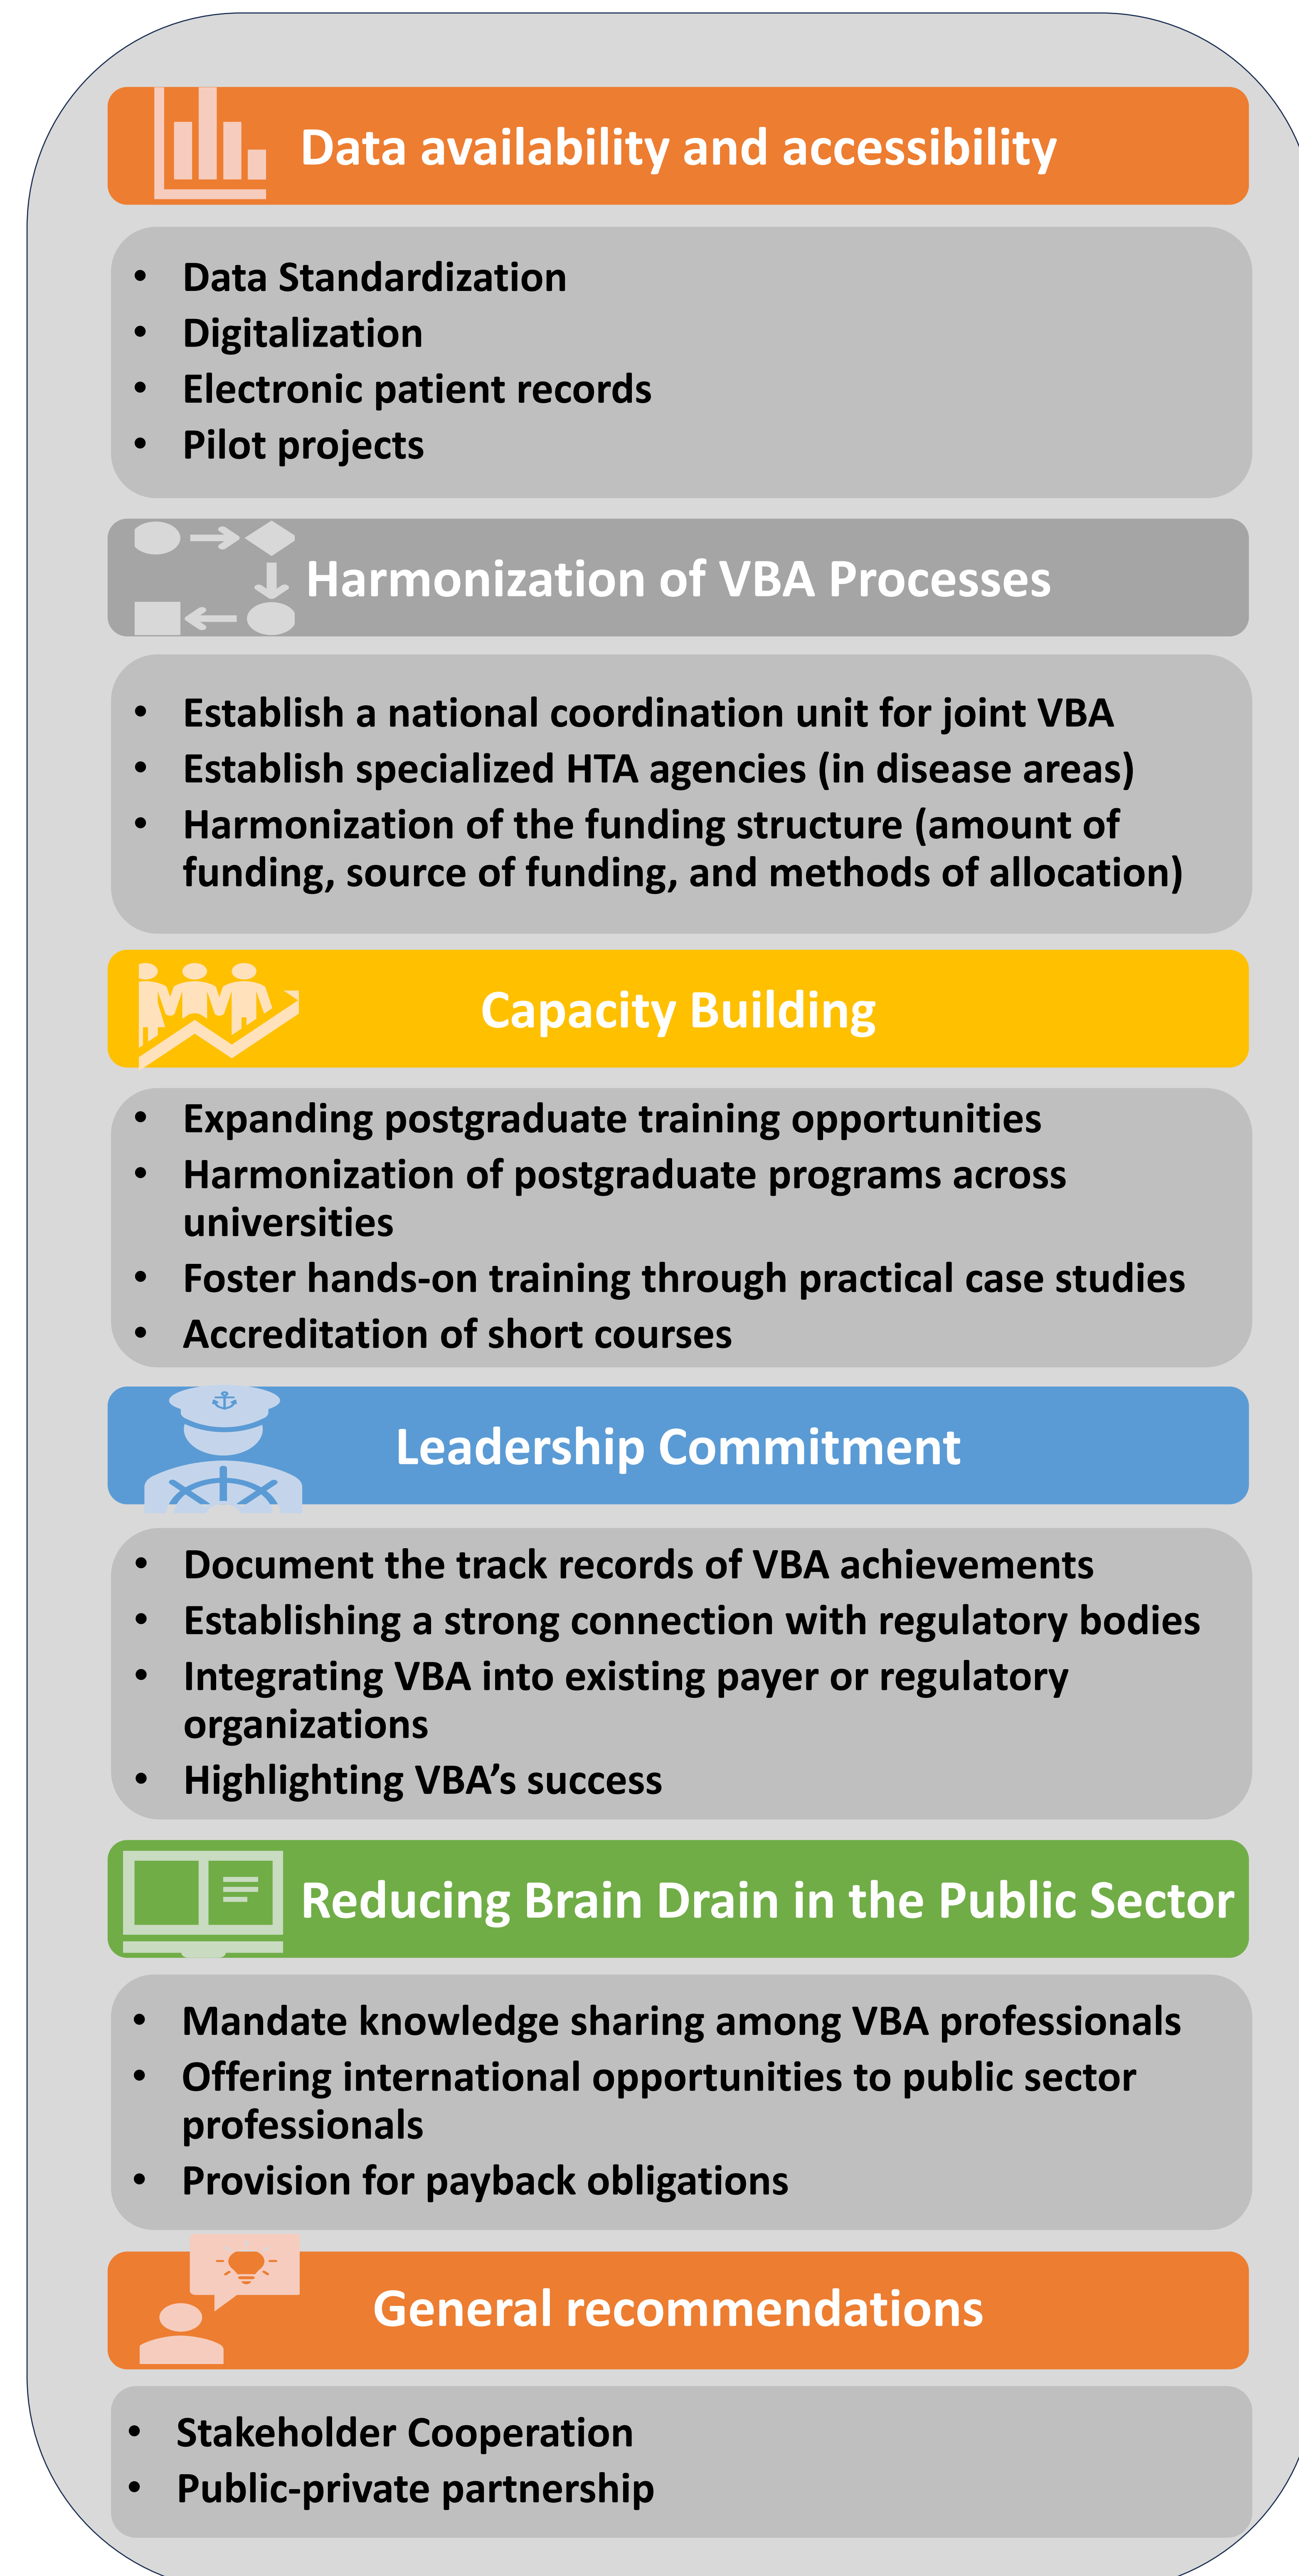 Data availability and accessibility
• Data Standardization
• Digitalization
• Electronic patient records
• Pilot projects
Harmonization of VBA Processes
• Establish a national coordination unit for joint VBA
• Establish specialized HTA agencies (in disease areas)
• Harmonization of the funding structure (amount of
funding, source of funding, and methods of allocation)
Capacity Building
• Expanding postgraduate training opportunities
• Harmonization of postgraduate programs across
universities
• Foster hands-on training through practical case studies
• Accreditation of short courses
Leadership Commitment
• Document the track records of VBA achievements
• Establishing a strong connection with regulatory bodies
• Integrating VBA into existing payer or regulatory
organizations
• Highlighting VBA’s success
Reducing Brain Drain in the Public Sector
• Mandate knowledge sharing among VBA professionals
• Offering international opportunities to public sector
professionals
• Provision for payback obligations
General recommendations
• Stakeholder Cooperation
• Public-private partnership